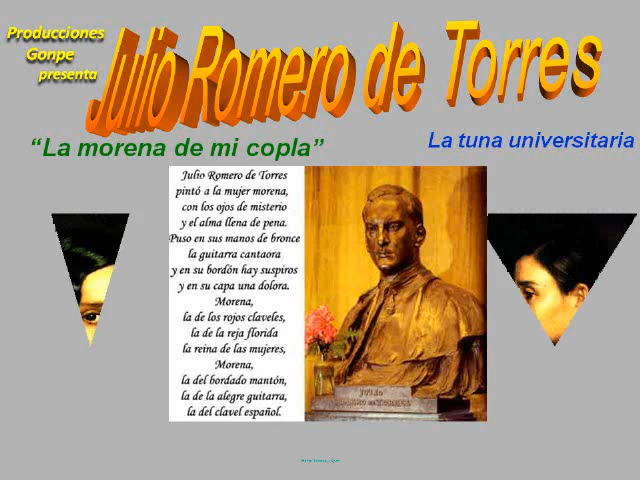 Producciones
Gonpe
presenta
Julio Romero de Torres
“La morena de mi copla”
La tuna universitaria
Julio Romero de Torres
pintó a la mujer morena,
con los ojos de misterio
y el alma llena de pena.
Puso en sus manos de bronce
la guitarra cantaora
y en su bordón hay suspiros
y en su capa una dolora.
Morena,
la de los rojos claveles,
la de la reja florida
la reina de las mujeres,
Morena,
la del bordado mantón,
la de la alegre guitarra,
la del clavel español.
JULIO
ROMERO DE TORRES